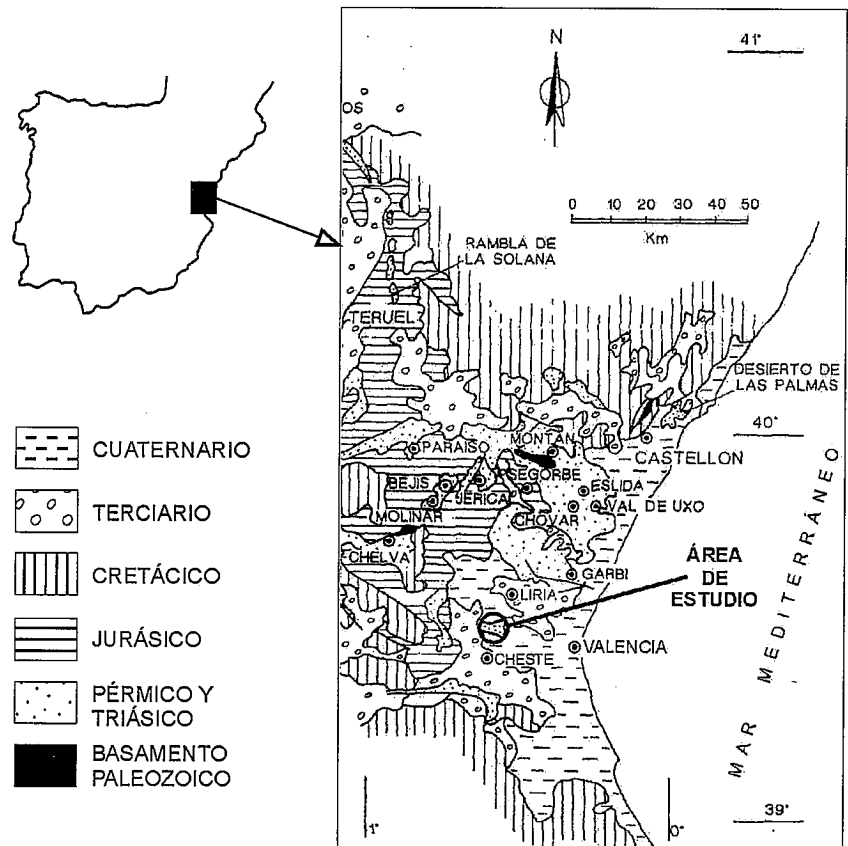 N
41°
OS
0 10 20 30 40 50
Km
RAMBLA DE
LA SOLANA
TERUEL
DESIERTO DE
LAS PALMAS
40°
PARAISO
MONTAN
CASTELLON
BEJIS
JERICA
SEGORBE
ESLIDA
MOLINAR
CHOVAR
VAL DE UXO
CHELVA
GARBI
LIRIA
ÁREA
DE
ESTUDIO
CHESTE
VALENCIA
MAR MEDITERRÁNEO
1°
0°
39°
CUATERNARIO
TERCIARIO
CRETÁCICO
JURÁSICO
PÉRMICO Y
TRIÁSICO
BASAMENTO
PALEOZOICO